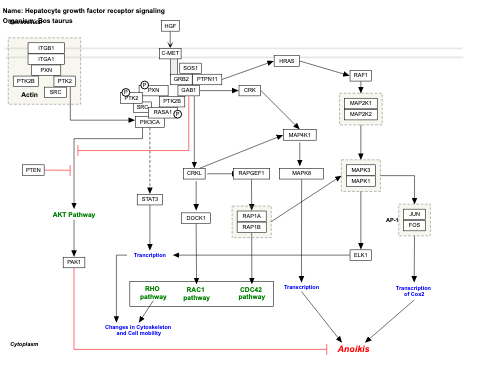 Name: Hepatocyte growth factor receptor signaling
Organism: Bos taurus
HGF
C-MET
ITGB1
ITGA1
PXN
PTK2B
PTK2
SRC
Actin
SOS1
GRB2
PTPN11
GAB1
P
PXN
P
PTK2
PTK2B
SRC
RASA1
P
PIK3CA
HRAS
RAF1
CRK
MAP2K1
MAP2K2
MAP4K1
PTEN
CRKL
RAPGEF1
MAPK8
MAPK3
MAPK1
STAT3
AKT Pathway
DOCK1
RAP1A
RAP1B
AP-1
JUN
FOS
PAK1
Trancription
ELK1
RHO
pathway
RAC1
pathway
CDC42
pathway
Transcription
Transcription
of Cox2
Changes in Cytoskeleton
and Cell mobility
Cytoplasm
Anoikis